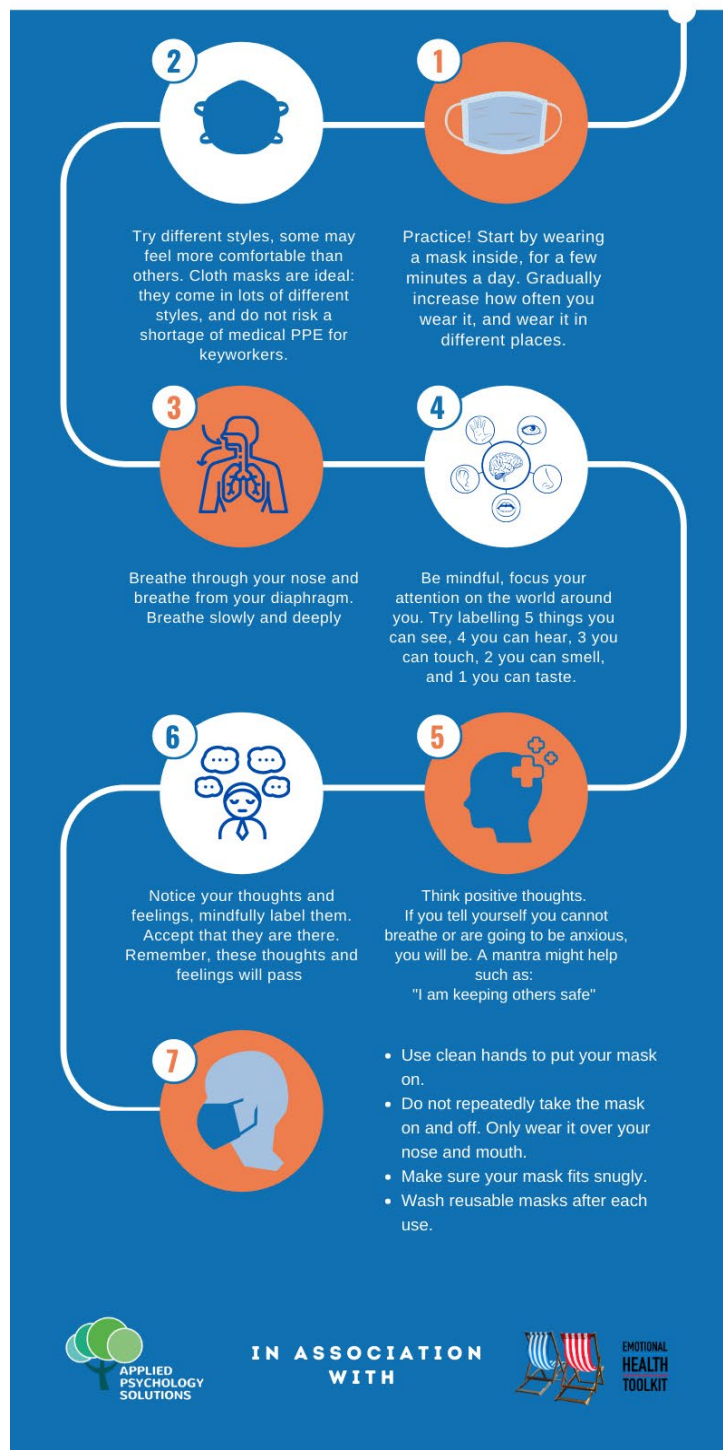 1
Practice! Start by wearing
a mask inside, for a few
minutes a day. Gradually
increase how often you
wear it, and wear it in
different places.
2
Try different styles, some may
feel more comfortable than
others. Cloth masks are ideal:
they come in lots of different
styles, and do not risk a
shortage of medical PPE for
keyworkers.
3
Breathe through your nose and
breathe from your diaphragm.
Breathe slowly and deeply
4
Be mindful, focus your
attention on the world around
you. Try labelling 5 things you
can see, 4 you can hear, 3 you
can touch, 2 you can smell,
and 1 you can taste.
5
Think positive thoughts.
If you tell yourself you cannot
breathe or are going to be anxious,
you will be. A mantra might help
such as:
"I am keeping others safe"
6
Notice your thoughts and
feelings, mindfully label them.
Accept that they are there.
Remember, these thoughts and
feelings will pass
7
• Use clean hands to put your mask
on.
• Do not repeatedly take the mask
on and off. Only wear it over your
nose and mouth.
• Make sure your mask fits snugly.
• Wash reusable masks after each
use.
APPLIED
PSYCHOLOGY
SOLUTIONS
IN ASSOCIATION
WITH
EMOTIONAL
HEALTH
TOOLKIT